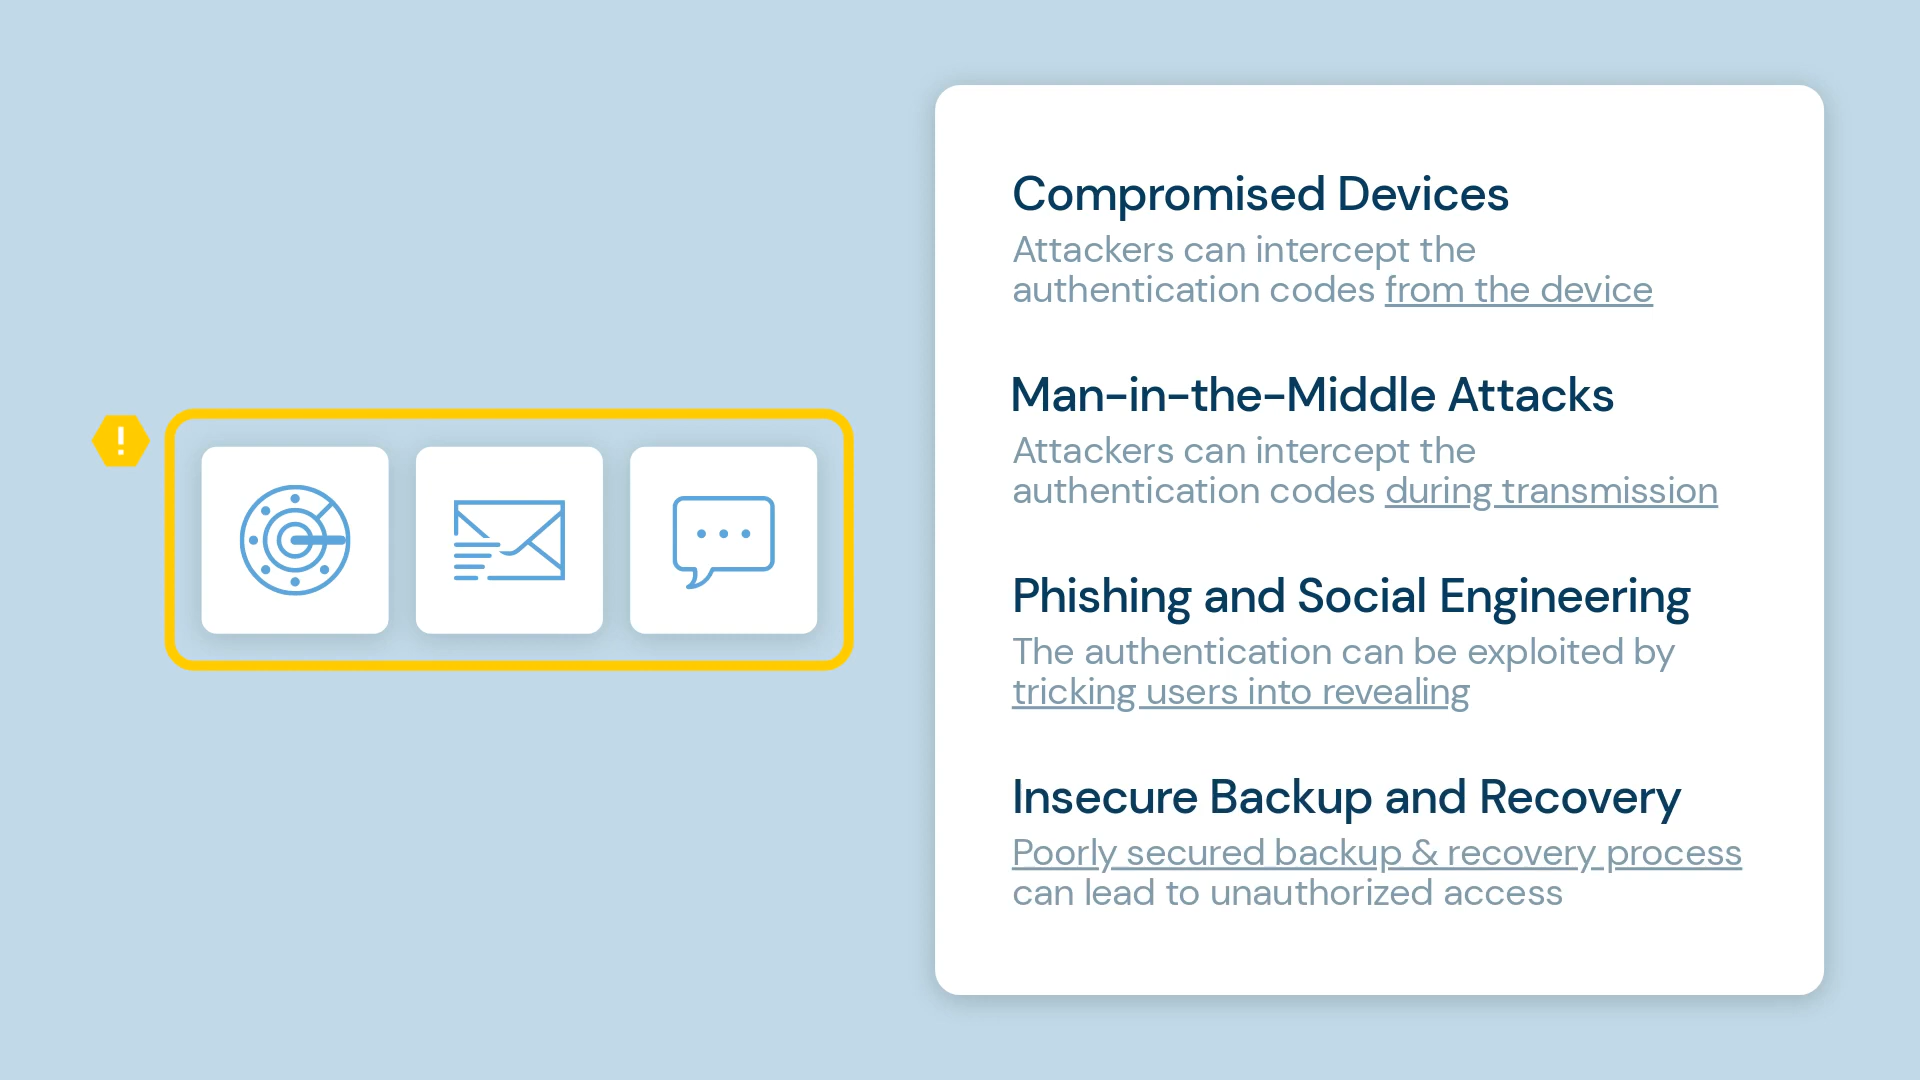 Compromised Devices
Attackers can intercept the
authentication codes from the device
Man-in-the-Middle Attacks
Attackers can intercept the
authentication codes during transmission
Phishing and Social Engineering
The authentication can be exploited by
tricking users into revealing
Insecure Backup and Recovery
Poorly secured backup & recovery process
can lead to unauthorized access